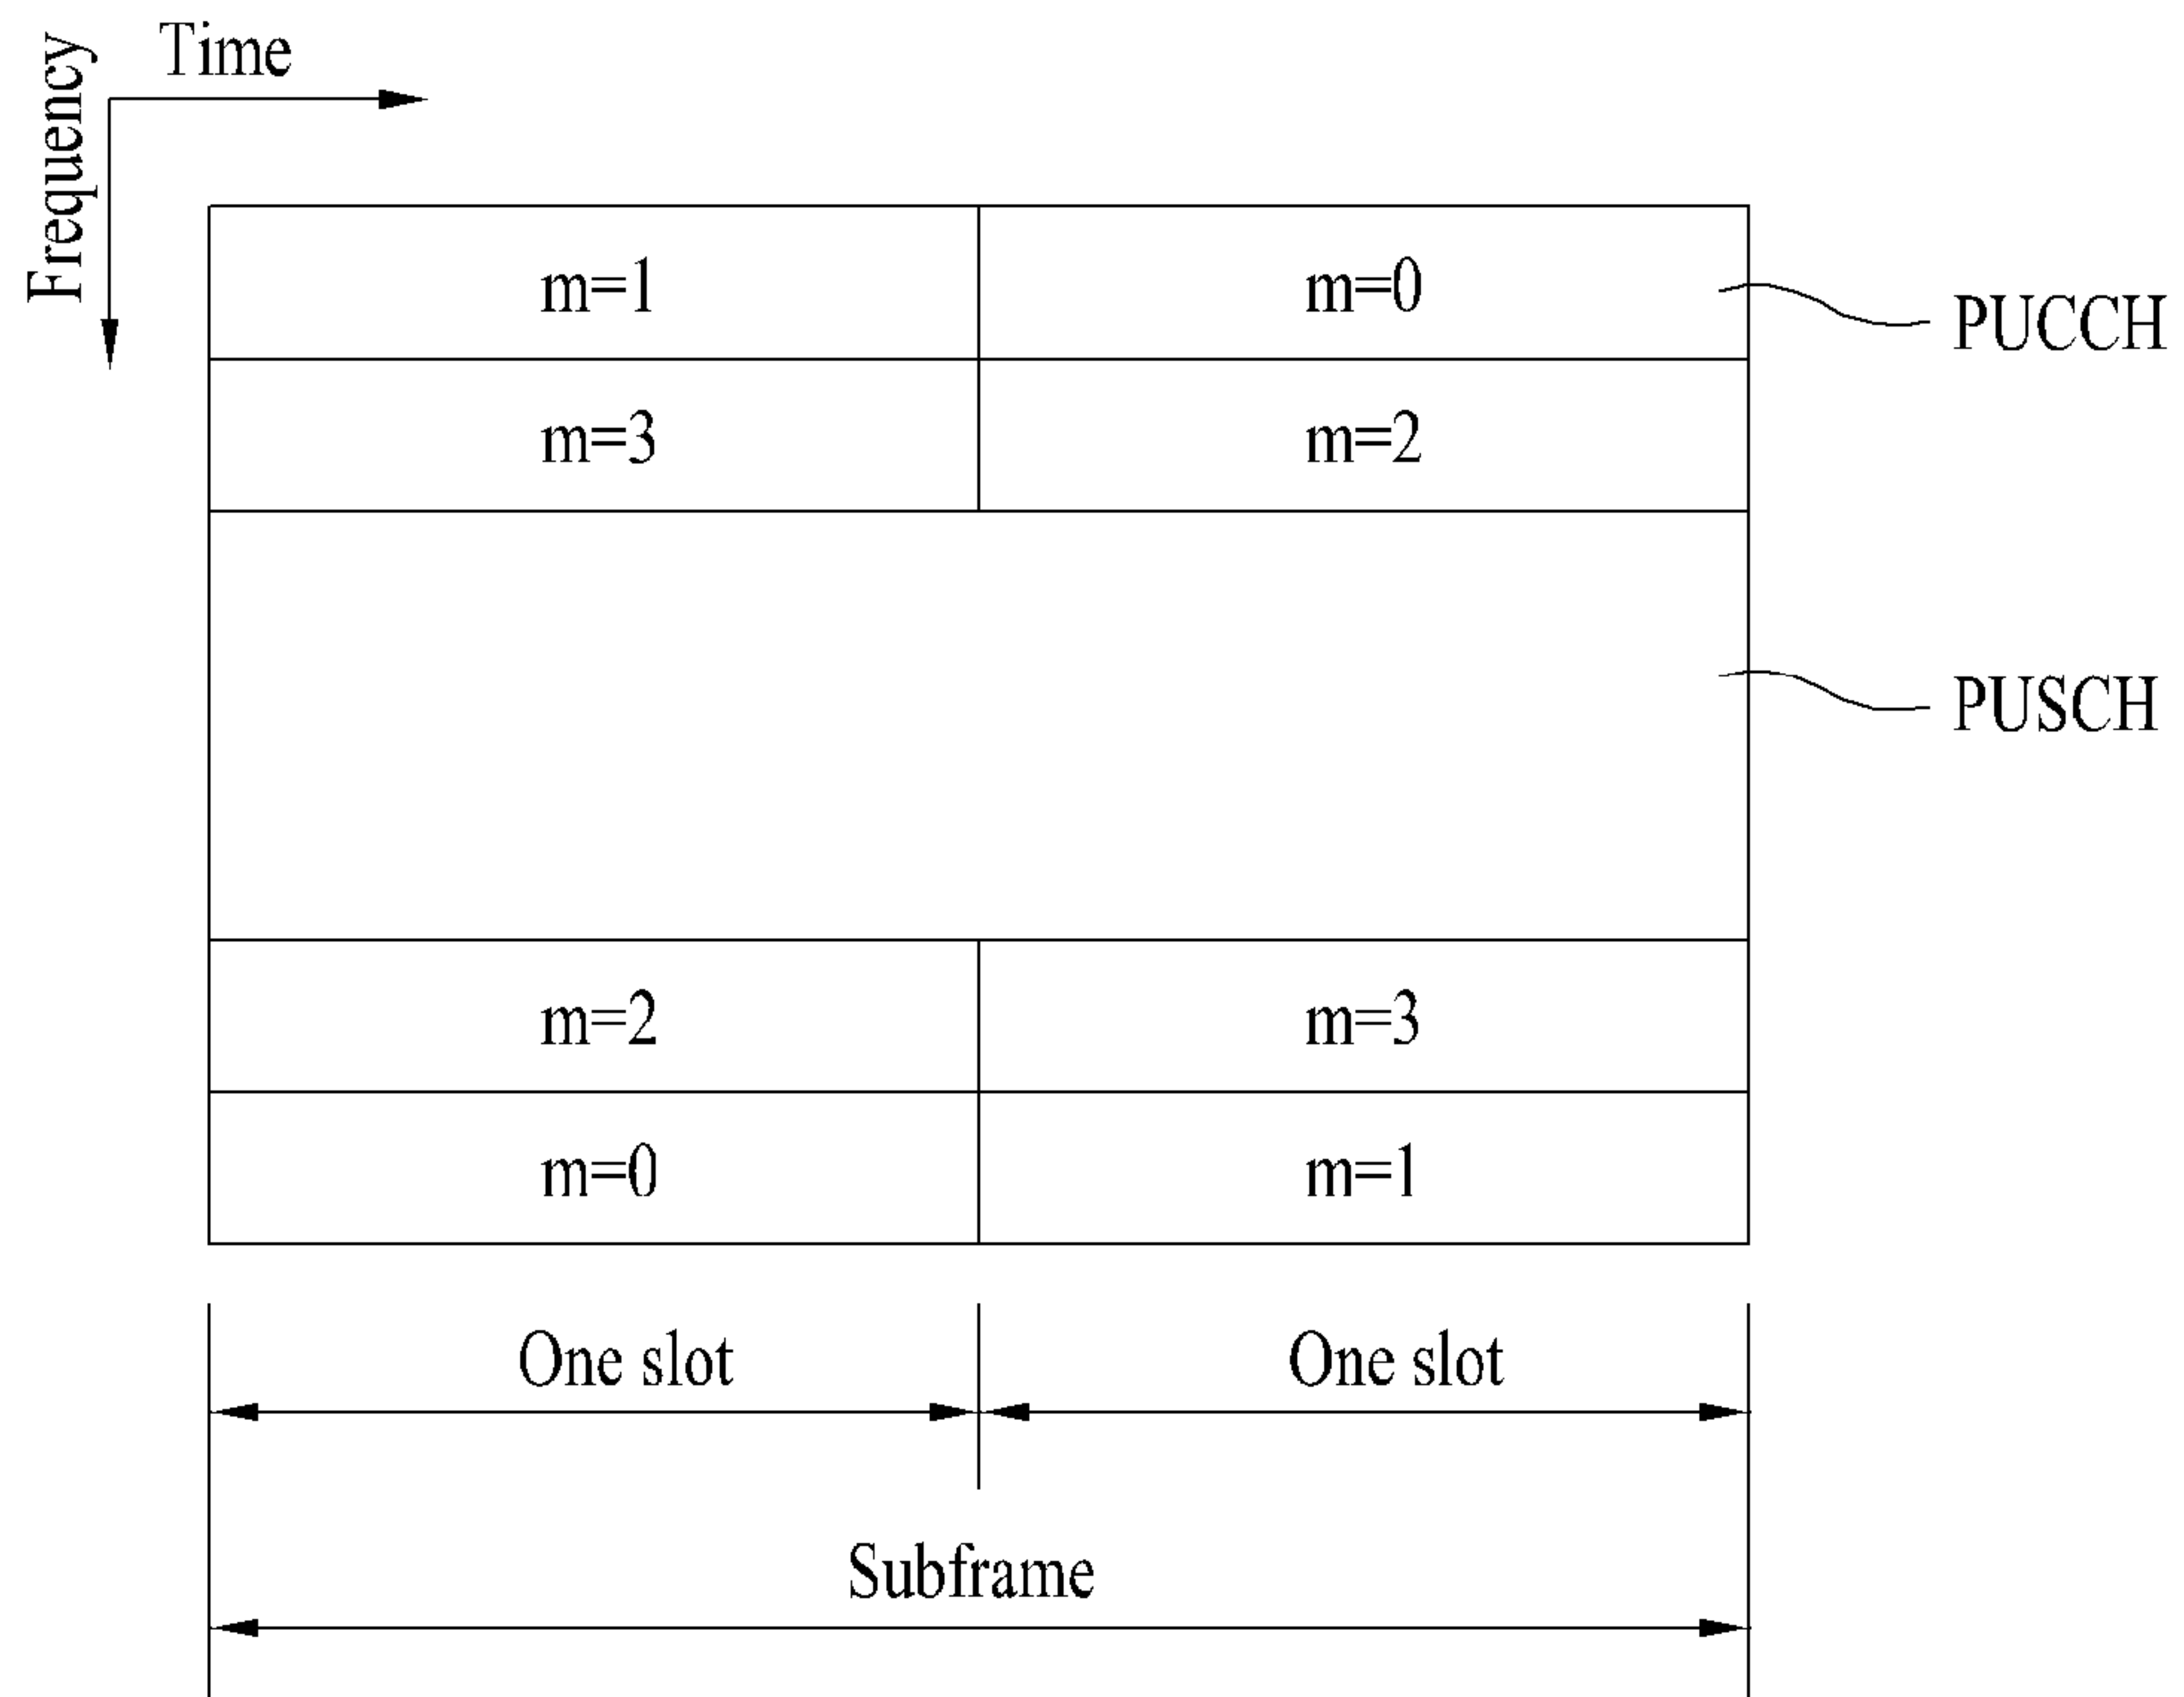 Time
Frequency
m=1
m=0
PUCCH
m=3
m=2
PUSCH
m=2
m=3
m=0
m=1
One slot
One slot
Subframe